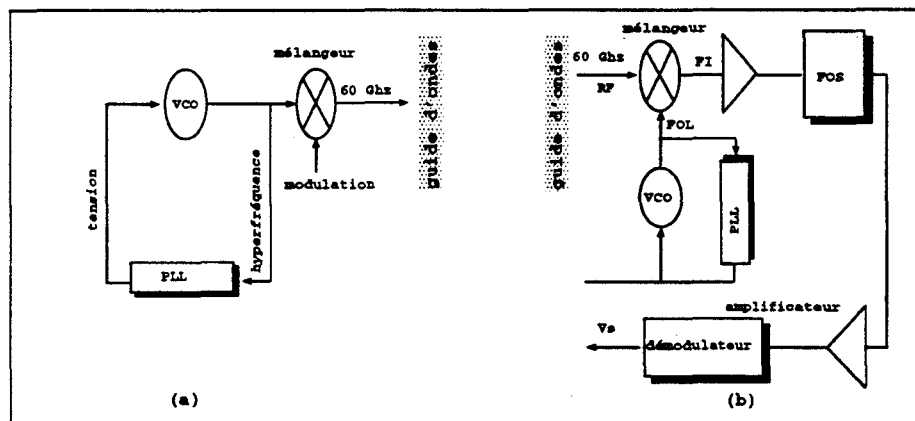 mélangeur
VCO
60 Ghz
modulation
tension
hyperfréquence
PLL
guide d'ondes
(a)
guide d'ondes
mélangeur
60 Ghz
RF
FI
FOS
FOL
VCO
PLL
amplificateur
Vs
démodulateur
(b)